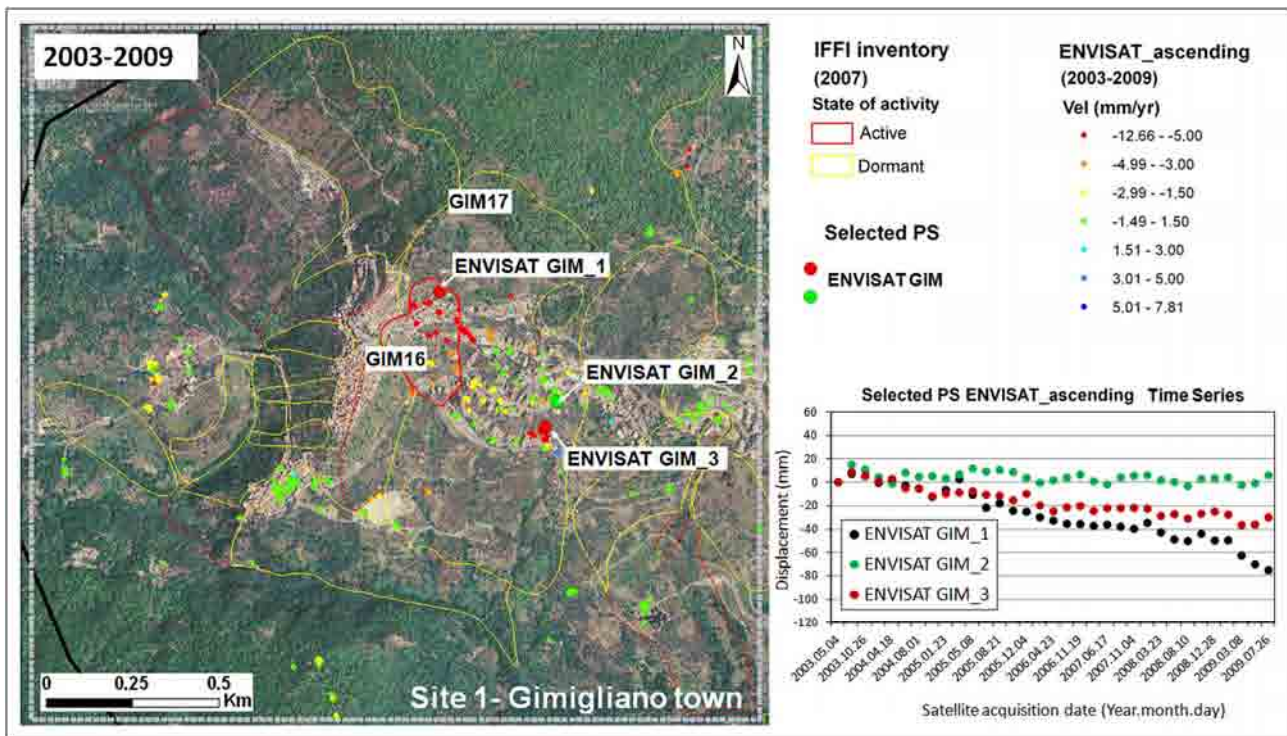 2003-2009
N
GIM17
ENVISAT GIM_1
GIM16
ENVISAT GIM_2
ENVISAT GIM_3
0 0.25 0.5
Km
Site 1- Gimigliano town
IFFI inventory
(2007)
State of activity
Active
Dormant
Selected PS
ENVISAT GIM
ENVISAT_ascending
(2003-2009)
Vel (mm/yr)
-12.66 - -5.00
-4.99 - -3.00
-2.99 - -1.50
-1.49 - 1.50
1.51 - 3.00
3.01 - 5.00
5.01 - 7.81
Selected PS ENVISAT_ascending Time Series
Displacement (mm)
60
40
20
0
-20
-40
-60
-80
-100
-120
ENVISAT GIM_1
ENVISAT GIM_2
ENVISAT GIM_3
2003.05.04
2003.10.26
2004.04.18
2004.08.01
2005.01.23
2005.05.08
2005.08.21
2005.12.04
2006.04.23
2006.11.19
2007.06.17
2007.11.04
2008.03.23
2008.08.10
2008.12.28
2009.03.08
2009.07.26
Satellite acquisition date (Year.month.day)